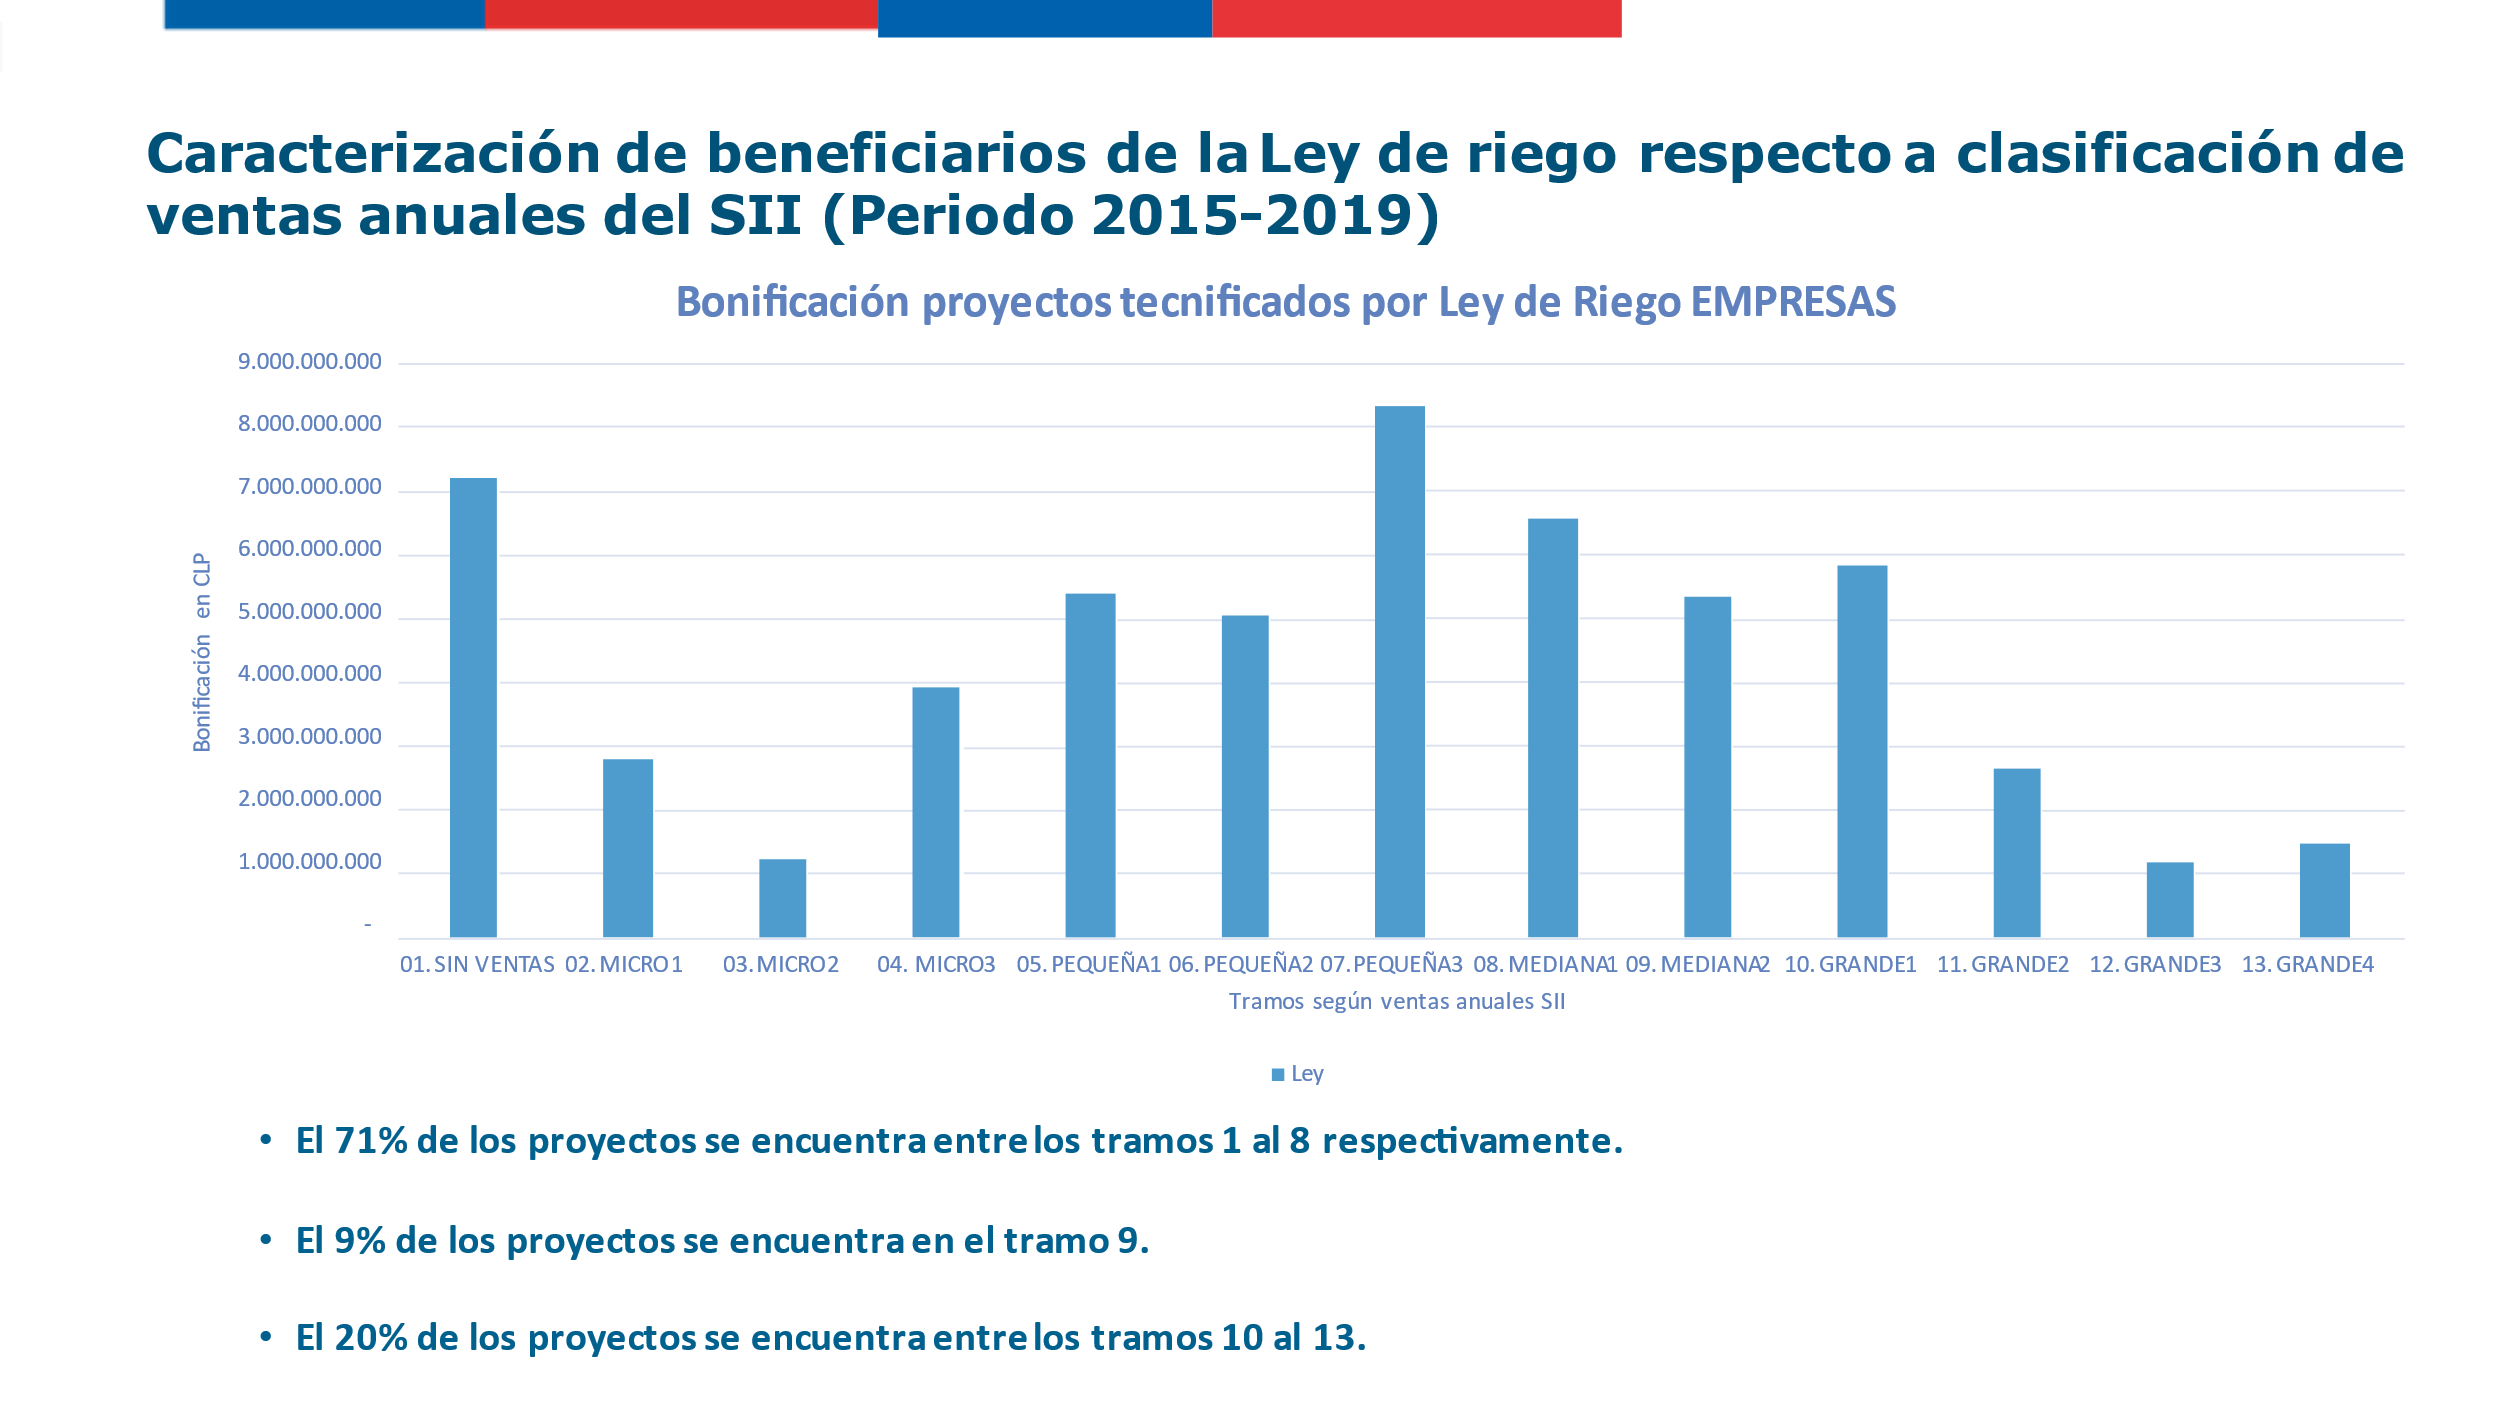 Caracterización de beneficiarios de la Ley de riego respecto a clasificación de
ventas anuales del SII (Periodo 2015-2019)
Bonificación proyectos tecnificados por Ley de Riego EMPRESAS
9.000.000.000
8.000.000.000
7.000.000.000
6.000.000.000
5.000.000.000
4.000.000.000
3.000.000.000
2.000.000.000
1.000.000.000
-
Bonificación en CLP
01. SIN VENTAS 02. MICRO1 03. MICRO2 04. MICRO3 05. PEQUEÑA1 06. PEQUEÑA2 07. PEQUEÑA3 08. MEDIANA1 09. MEDIANA2 10. GRANDE1 11. GRANDE2 12. GRANDE3 13. GRANDE4
Tramos según ventas anuales SII
Ley
• El 71% de los proyectos se encuentra entre los tramos 1 al 8 respectivamente.
• El 9% de los proyectos se encuentra en el tramo 9.
• El 20% de los proyectos se encuentra entre los tramos 10 al 13.